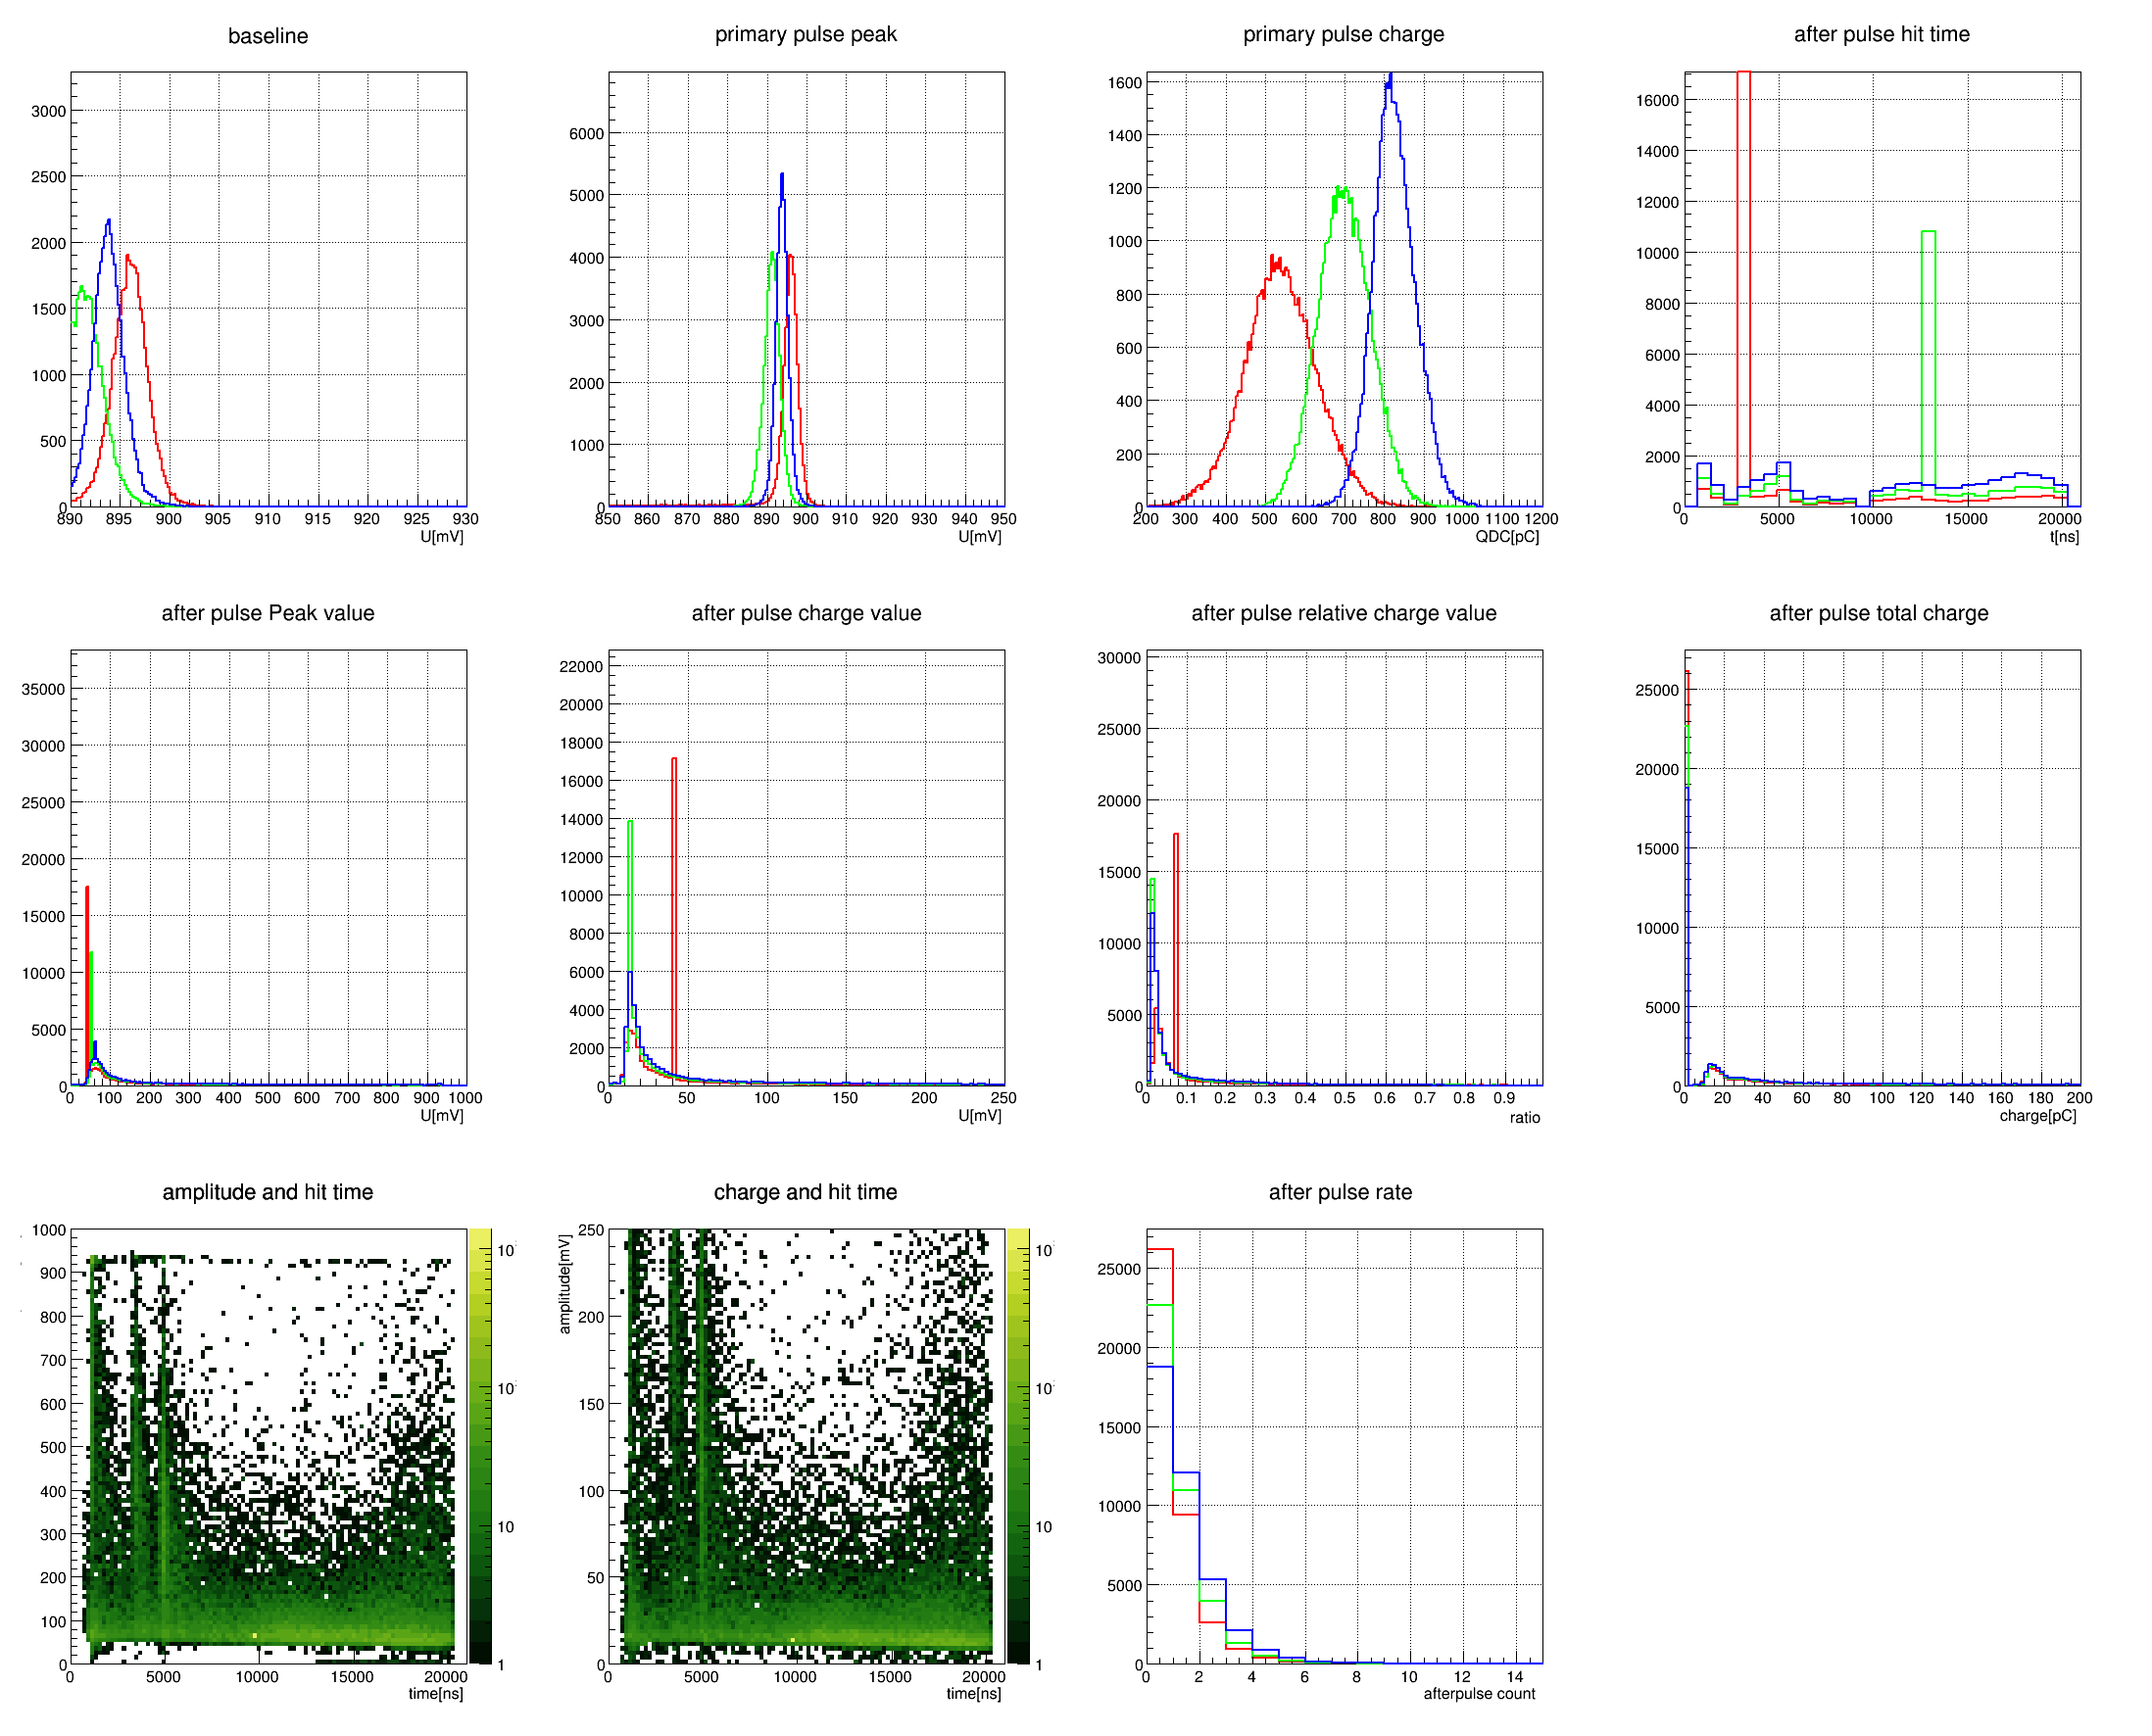 baseline
3000
2500
2000
1500
1000
500
0
890 895 900 905 910 915 920 925 930
U[mV]
primary pulse peak
6000
5000
4000
3000
2000
1000
0
850 860 870 880 890 900 910 920 930 940 950
U[mV]
primary pulse charge
1600
1400
1200
1000
800
600
400
200
0
200 300 400 500 600 700 800 900 1000 1100 1200
QDC[pC]
after pulse hit time
16000
14000
12000
10000
8000
6000
4000
2000
0
0 5000 10000 15000 20000
t[ns]
after pulse Peak value
35000
30000
25000
20000
15000
10000
5000
0
0 100 200 300 400 500 600 700 800 900 1000
U[mV]
after pulse charge value
22000
20000
18000
16000
14000
12000
10000
8000
6000
4000
2000
0
0 50 100 150 200 250
U[mV]
after pulse relative charge value
30000
25000
20000
15000
10000
5000
0
0 0.1 0.2 0.3 0.4 0.5 0.6 0.7 0.8 0.9
ratio
after pulse total charge
25000
20000
15000
10000
5000
0
0 20 40 60 80 100 120 140 160 180 200
charge[pC]
amplitude and hit time
1000
900
800
700
600
500
400
300
200
100
0
0 5000 10000 15000 20000
time[ns]
10
10
10
1
charge and hit time
amplitude[mV]
250
200
150
100
50
0
0 5000 10000 15000 20000
time[ns]
10
10
10
1
after pulse rate
25000
20000
15000
10000
5000
0
0 2 4 6 8 10 12 14
afterpulse count